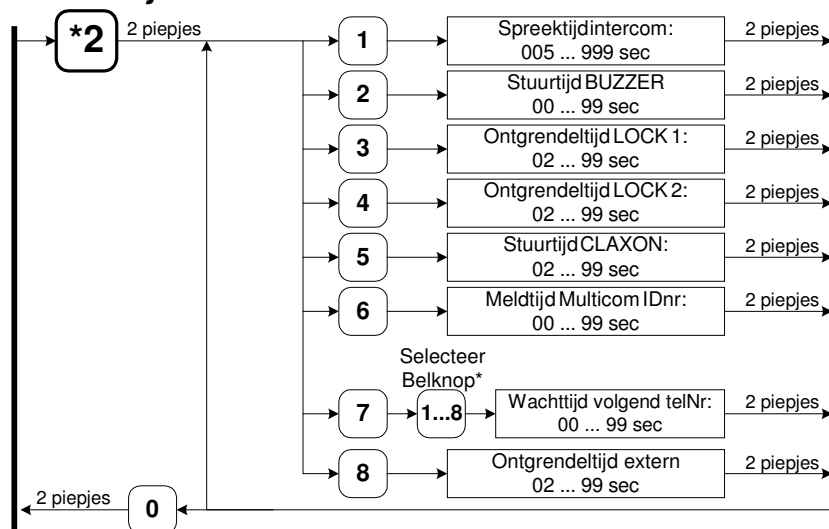 *2
2 piepjes
1
Spreektijd intercom:
005 ... 999 sec
2 piepjes
2
Stuurtijd BUZZER
00 ... 99 sec
2 piepjes
3
Ontgrendeltijd LOCK 1:
02 ... 99 sec
2 piepjes
4
Ontgrendeltijd LOCK 2:
02 ... 99 sec
2 piepjes
5
Stuurtijd CLAXON:
02 ... 99 sec
2 piepjes
6
Meldtijd Multicom IDnr:
00 ... 99 sec
2 piepjes
Selecteer
Belknop*
7
1...8
Wachttijd volgend telNr:
00 ... 99 sec
2 piepjes
8
Ontgrendeltijd extern
02 ... 99 sec
2 piepjes
2 piepjes
0